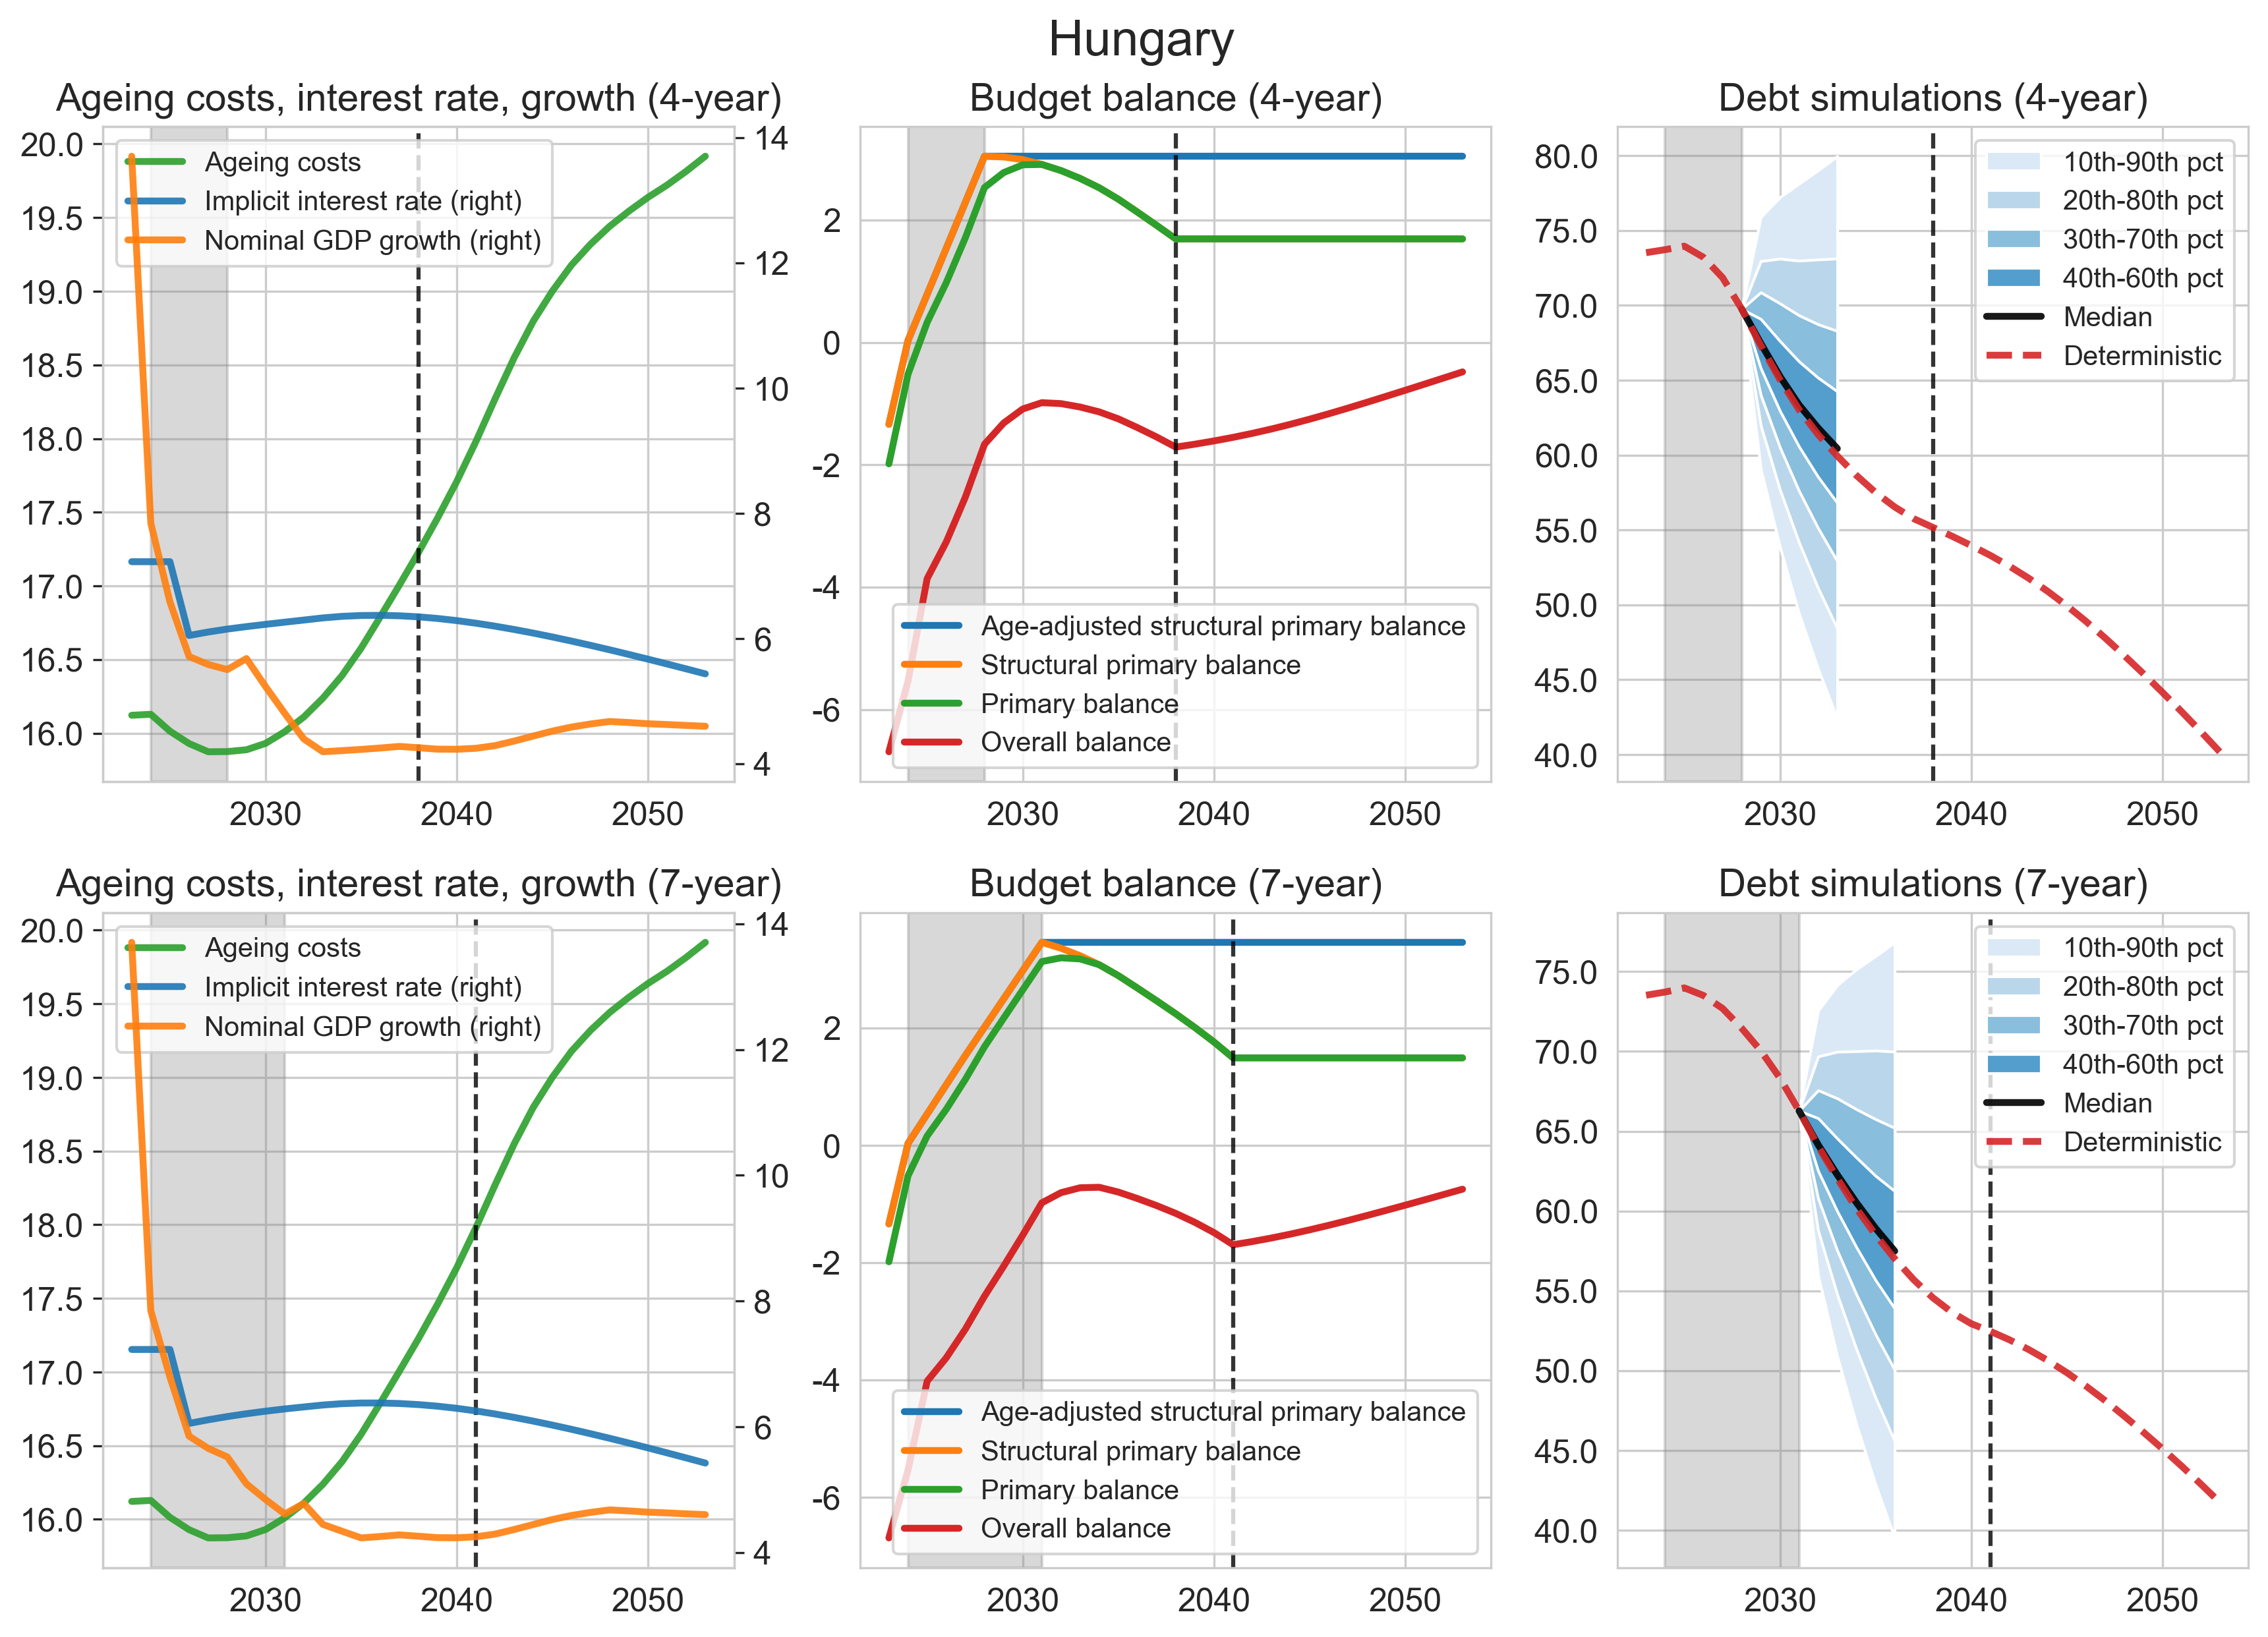 Hungary
Ageing costs, interest rate, growth (4-year)
20.0
19.5
19.0
18.5
18.0
17.5
17.0
16.5
16.0
14
12
10
8
6
4
Ageing costs
Implicit interest rate (right)
Nominal GDP growth (right)
2030 2040 2050
Budget balance (4-year)
2
0
-2
-4
-6
Age-adjusted structural primary balance
Structural primary balance
Primary balance
Overall balance
2030 2040 2050
Debt simulations (4-year)
80.0
75.0
70.0
65.0
60.0
55.0
50.0
45.0
40.0
10th-90th pct
20th-80th pct
30th-70th pct
40th-60th pct
Median
Deterministic
2030 2040 2050
Ageing costs, interest rate, growth (7-year)
20.0
19.5
19.0
18.5
18.0
17.5
17.0
16.5
16.0
14
12
10
8
6
4
Ageing costs
Implicit interest rate (right)
Nominal GDP growth (right)
2030 2040 2050
Budget balance (7-year)
2
0
-2
-4
-6
Age-adjusted structural primary balance
Structural primary balance
Primary balance
Overall balance
2030 2040 2050
Debt simulations (7-year)
75.0
70.0
65.0
60.0
55.0
50.0
45.0
40.0
10th-90th pct
20th-80th pct
30th-70th pct
40th-60th pct
Median
Deterministic
2030 2040 2050